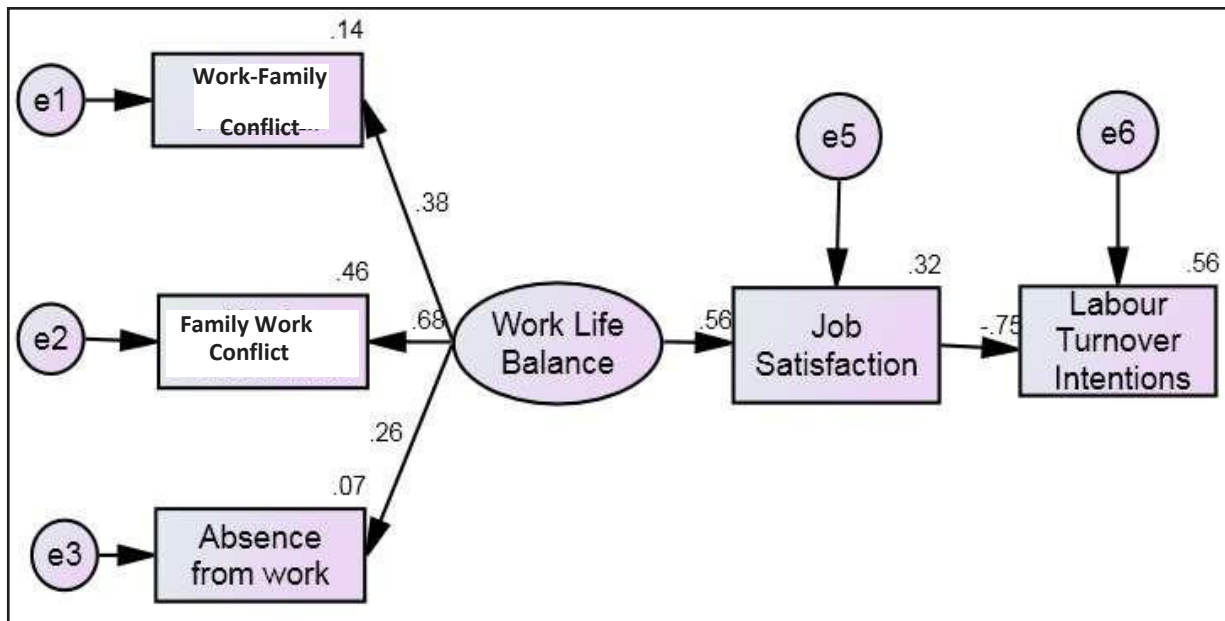 .14
Work-Family
Conflict
e1
e5
e6
.38
.46
.32
.56
Family Work
Conflict
e2
.68
Work Life
Balance
.56
Job
Satisfaction
-.75
Labour
Turnover
Intentions
.26
.07
Absence
from work
e3